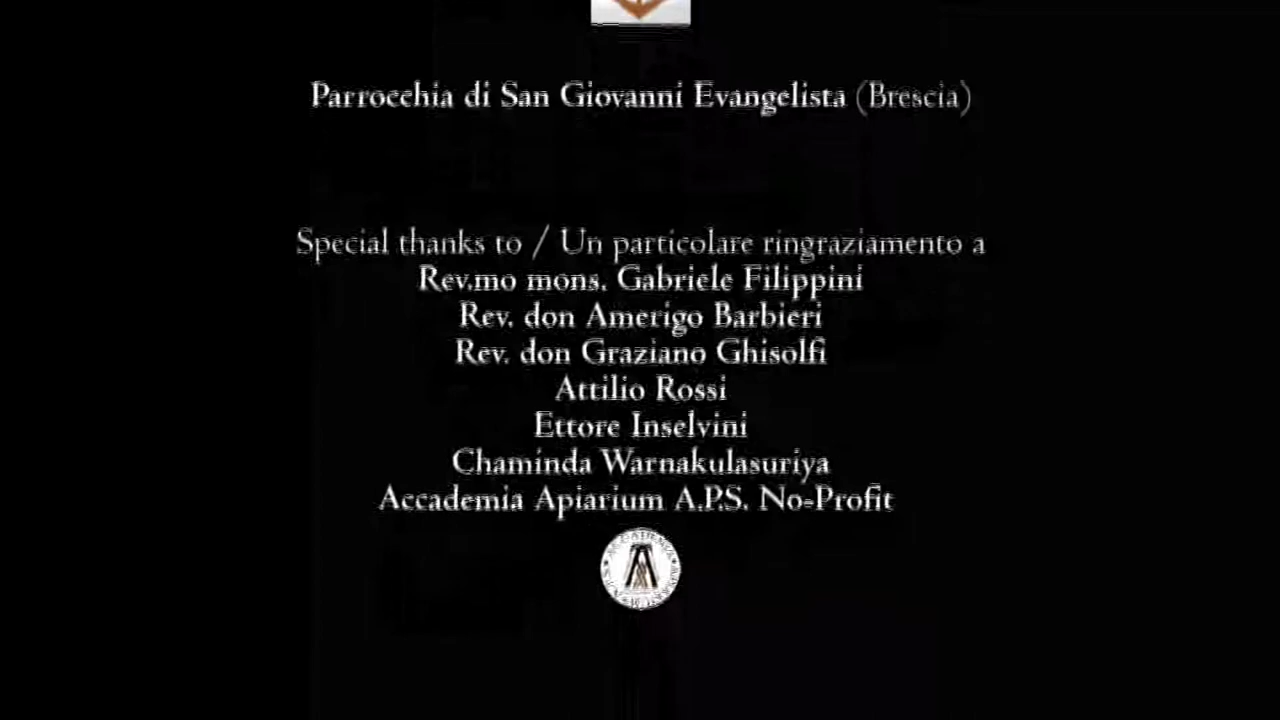 Parrocchia di San Giovanni Evangelista (Brescia)
Special thanks to / Un particolare ringraziamento a
Rev.mo mons. Gabriele Filippini
Rev. don Amerigo Barbieri
Rev. don Graziano Ghisolfi
Attilio Rossi
Ettore Inselvini
Chaminda Warnakulasuriya
Accademia Apiarium A.P.S. No-Profit